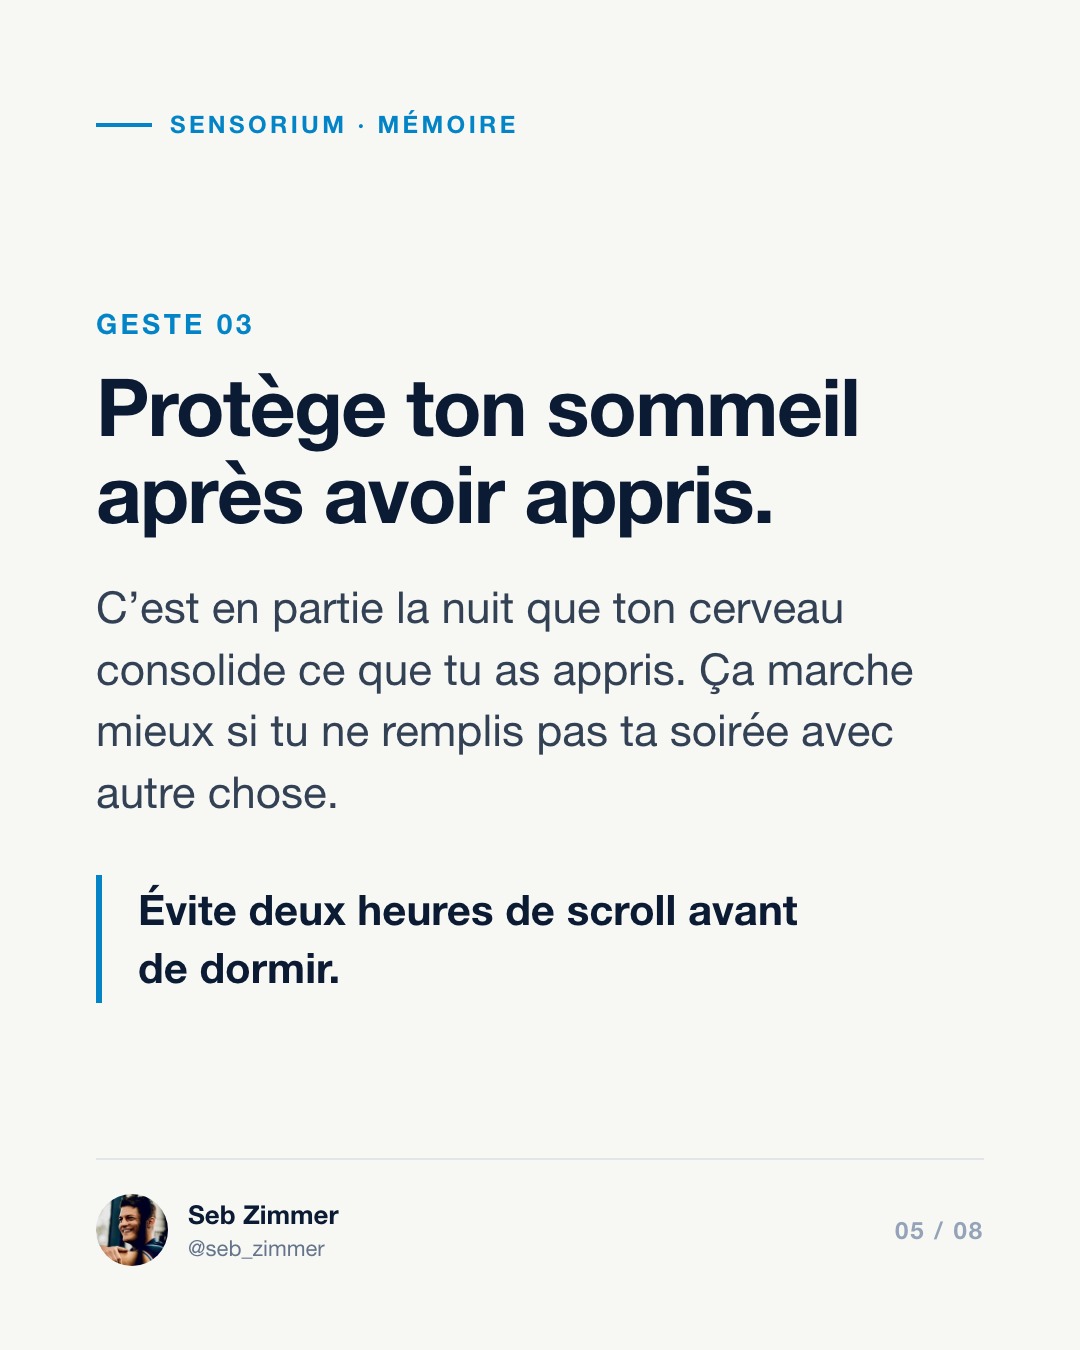 SENSORIUM · MÉMOIRE
GESTE 03
Protège ton sommeil
après avoir appris.
C’est en partie la nuit que ton cerveau
consolide ce que tu as appris. Ça marche
mieux si tu ne remplis pas ta soirée avec
autre chose.
Évite deux heures de scroll avant
de dormir.
Seb Zimmer
@seb_zimmer
05 / 08